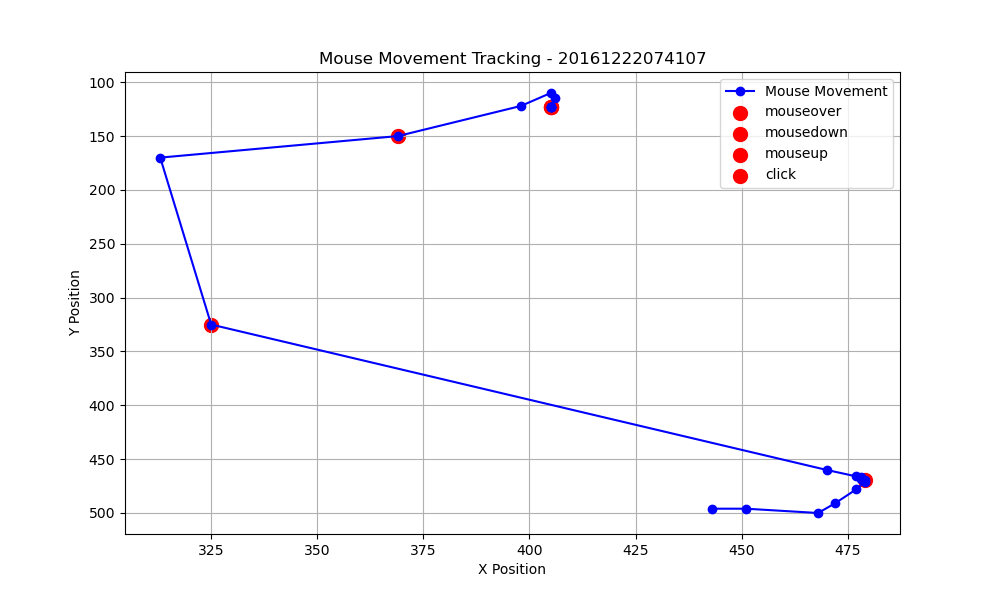 Mouse Movement Tracking - 20161222074107
Mouse Movement
mouseover
mousedown
mouseup
click
100
150
200
250
300
350
400
450
500
Y Position
325
350
375
400
425
450
475
X Position